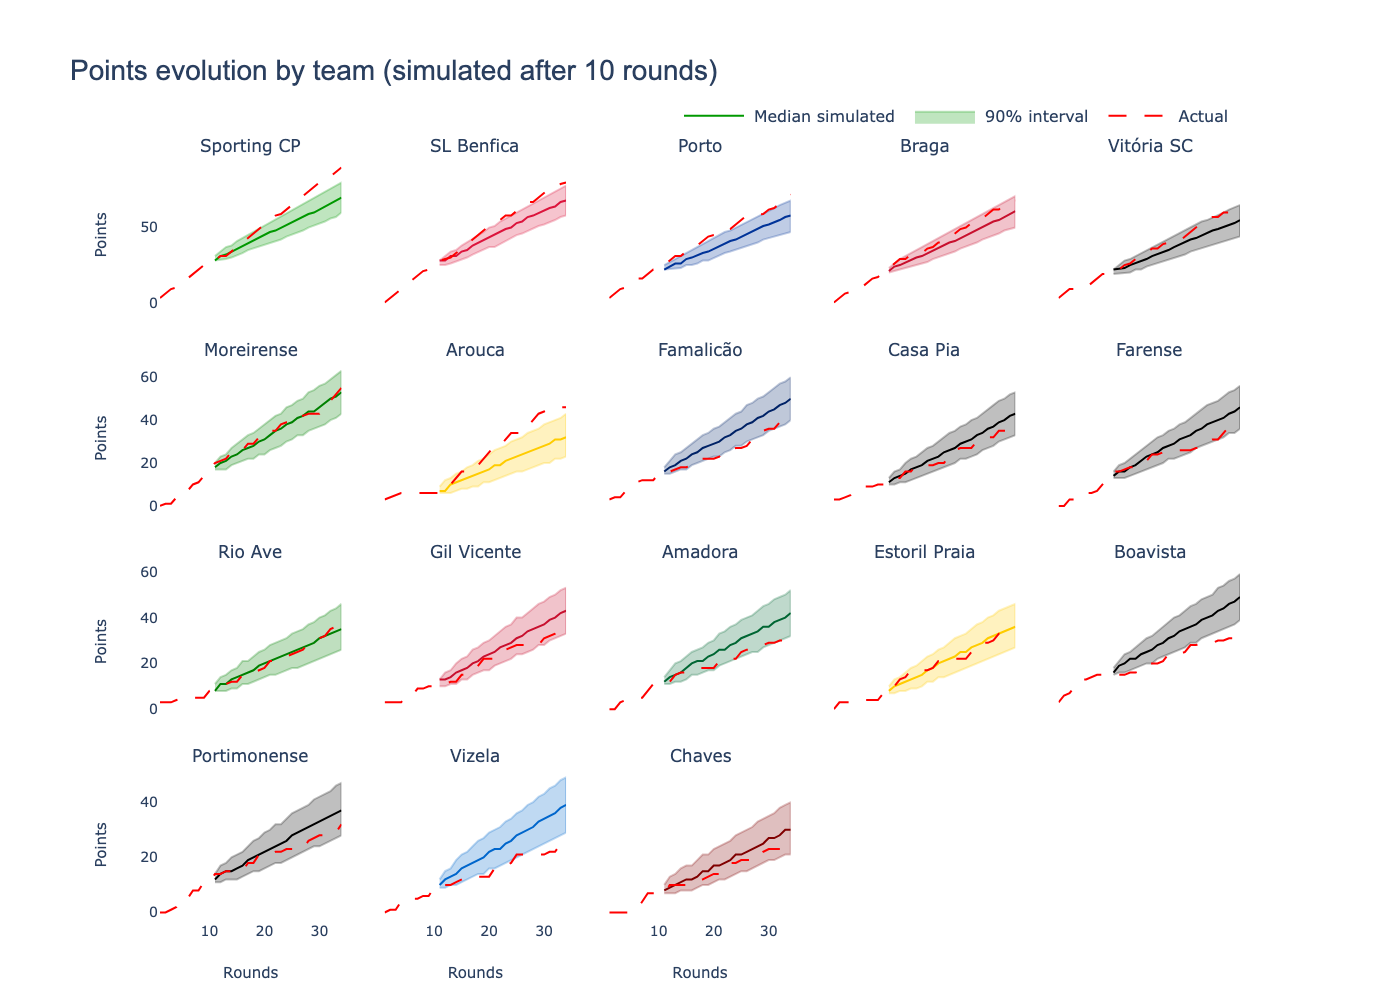 Points evolution by team (simulated after 10 rounds)
Median simulated 90% interval Actual
Sporting CP SL Benfica Porto Braga Vitória SC
Points
50
0
Moreirense Arouca Famalicão Casa Pia Farense
Points
60
40
20
0
Rio Ave Gil Vicente Amadora Estoril Praia Boavista
Points
60
40
20
0
Portimonense Vizela Chaves
Points
40
20
0
10 20 30 10 20 30 10 20 30
Rounds Rounds Rounds